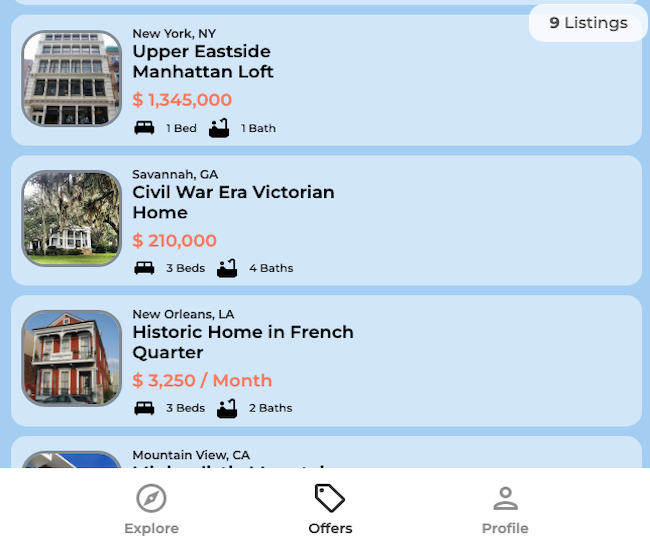 9 Listings
New York, NY
Upper Eastside
Manhattan Loft
$ 1,345,000
1 Bed 1 Bath
Savannah, GA
Civil War Era Victorian
Home
$ 210,000
3 Beds 4 Baths
New Orleans, LA
Historic Home in French
Quarter
$ 3,250 / Month
3 Beds 2 Baths
Mountain View, CA
Explore Offers Profile